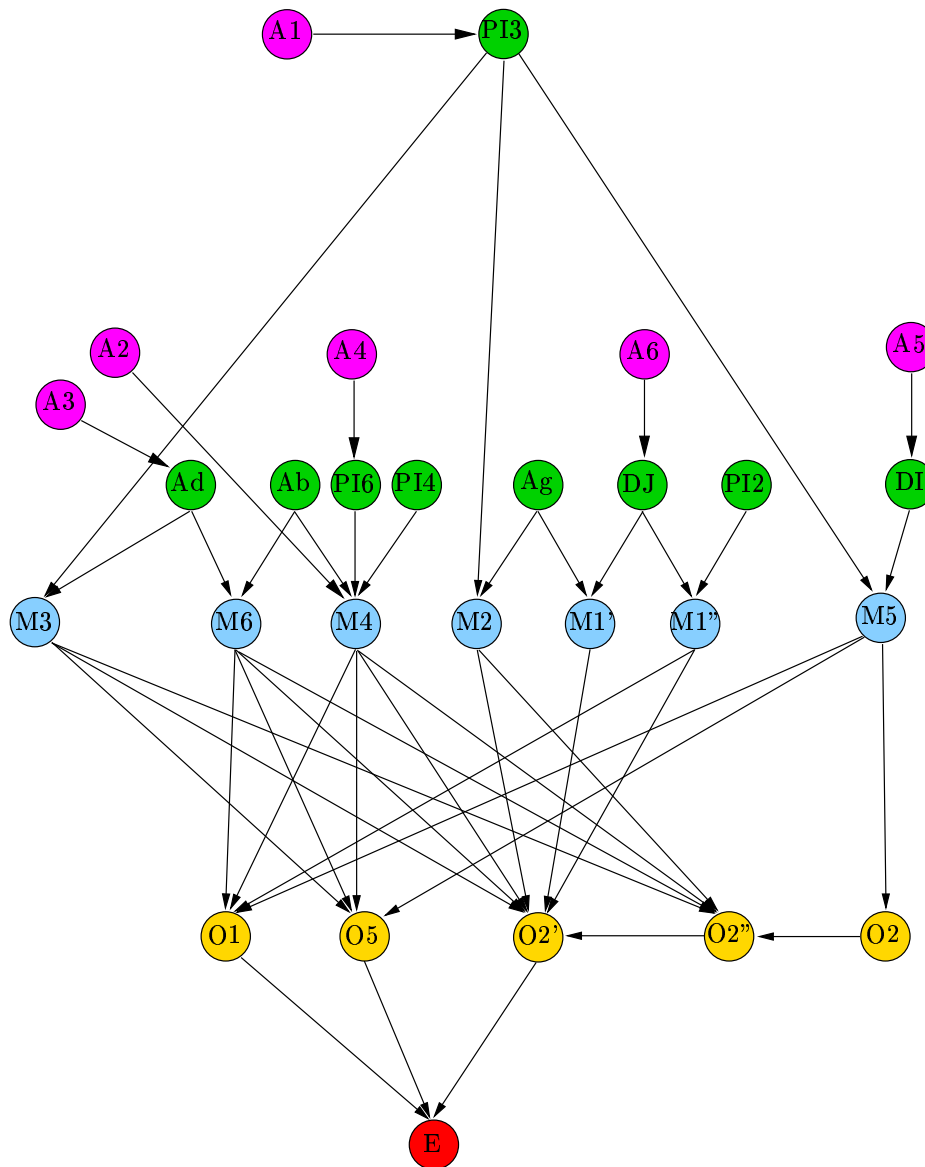 A1 PI3
A2 A4 A6 A5
A3
Ad Ab PI6 PI4 Ag DJ PI2 DI
M3 M6 M4 M2 M1' M1" M5
O1 O5 O2' O2" O2
E